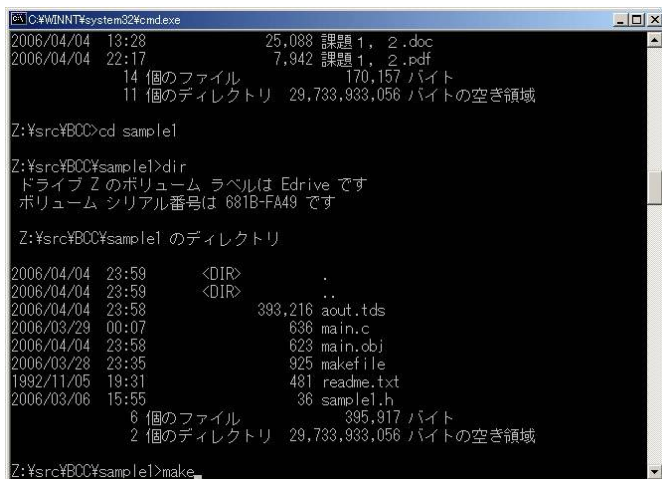 C:¥WINNT¥system32¥cmd.exe
2006/04/04  13:28                25,088 課題１，２.doc
2006/04/04  22:17                 7,942 課題１，２.pdf
14 個のファイル             170,157 バイト
11 個のディレクトリ  29,733,933,056 バイトの空き領域
Z:¥src¥BCC>cd sample1
Z:¥src¥BCC¥sample1>dir
ドライブ Z のボリューム ラベルは Edrive です
ボリューム シリアル番号は 681B-FA49 です
Z:¥src¥BCC¥sample1 のディレクトリ
2006/04/04  23:59       <DIR>          .
2006/04/04  23:59       <DIR>          ..
2006/04/04  23:58              393,216 aout.tds
2006/03/29  00:07                  636 main.c
2006/04/04  23:58                  623 main.obj
2006/03/28  23:35                  925 makefile
1992/11/05  19:31                  481 readme.txt
2006/03/06  15:55                   36 sample1.h
6 個のファイル             395,917 バイト
2 個のディレクトリ  29,733,933,056 バイトの空き領域
Z:¥src¥BCC¥sample1>make_